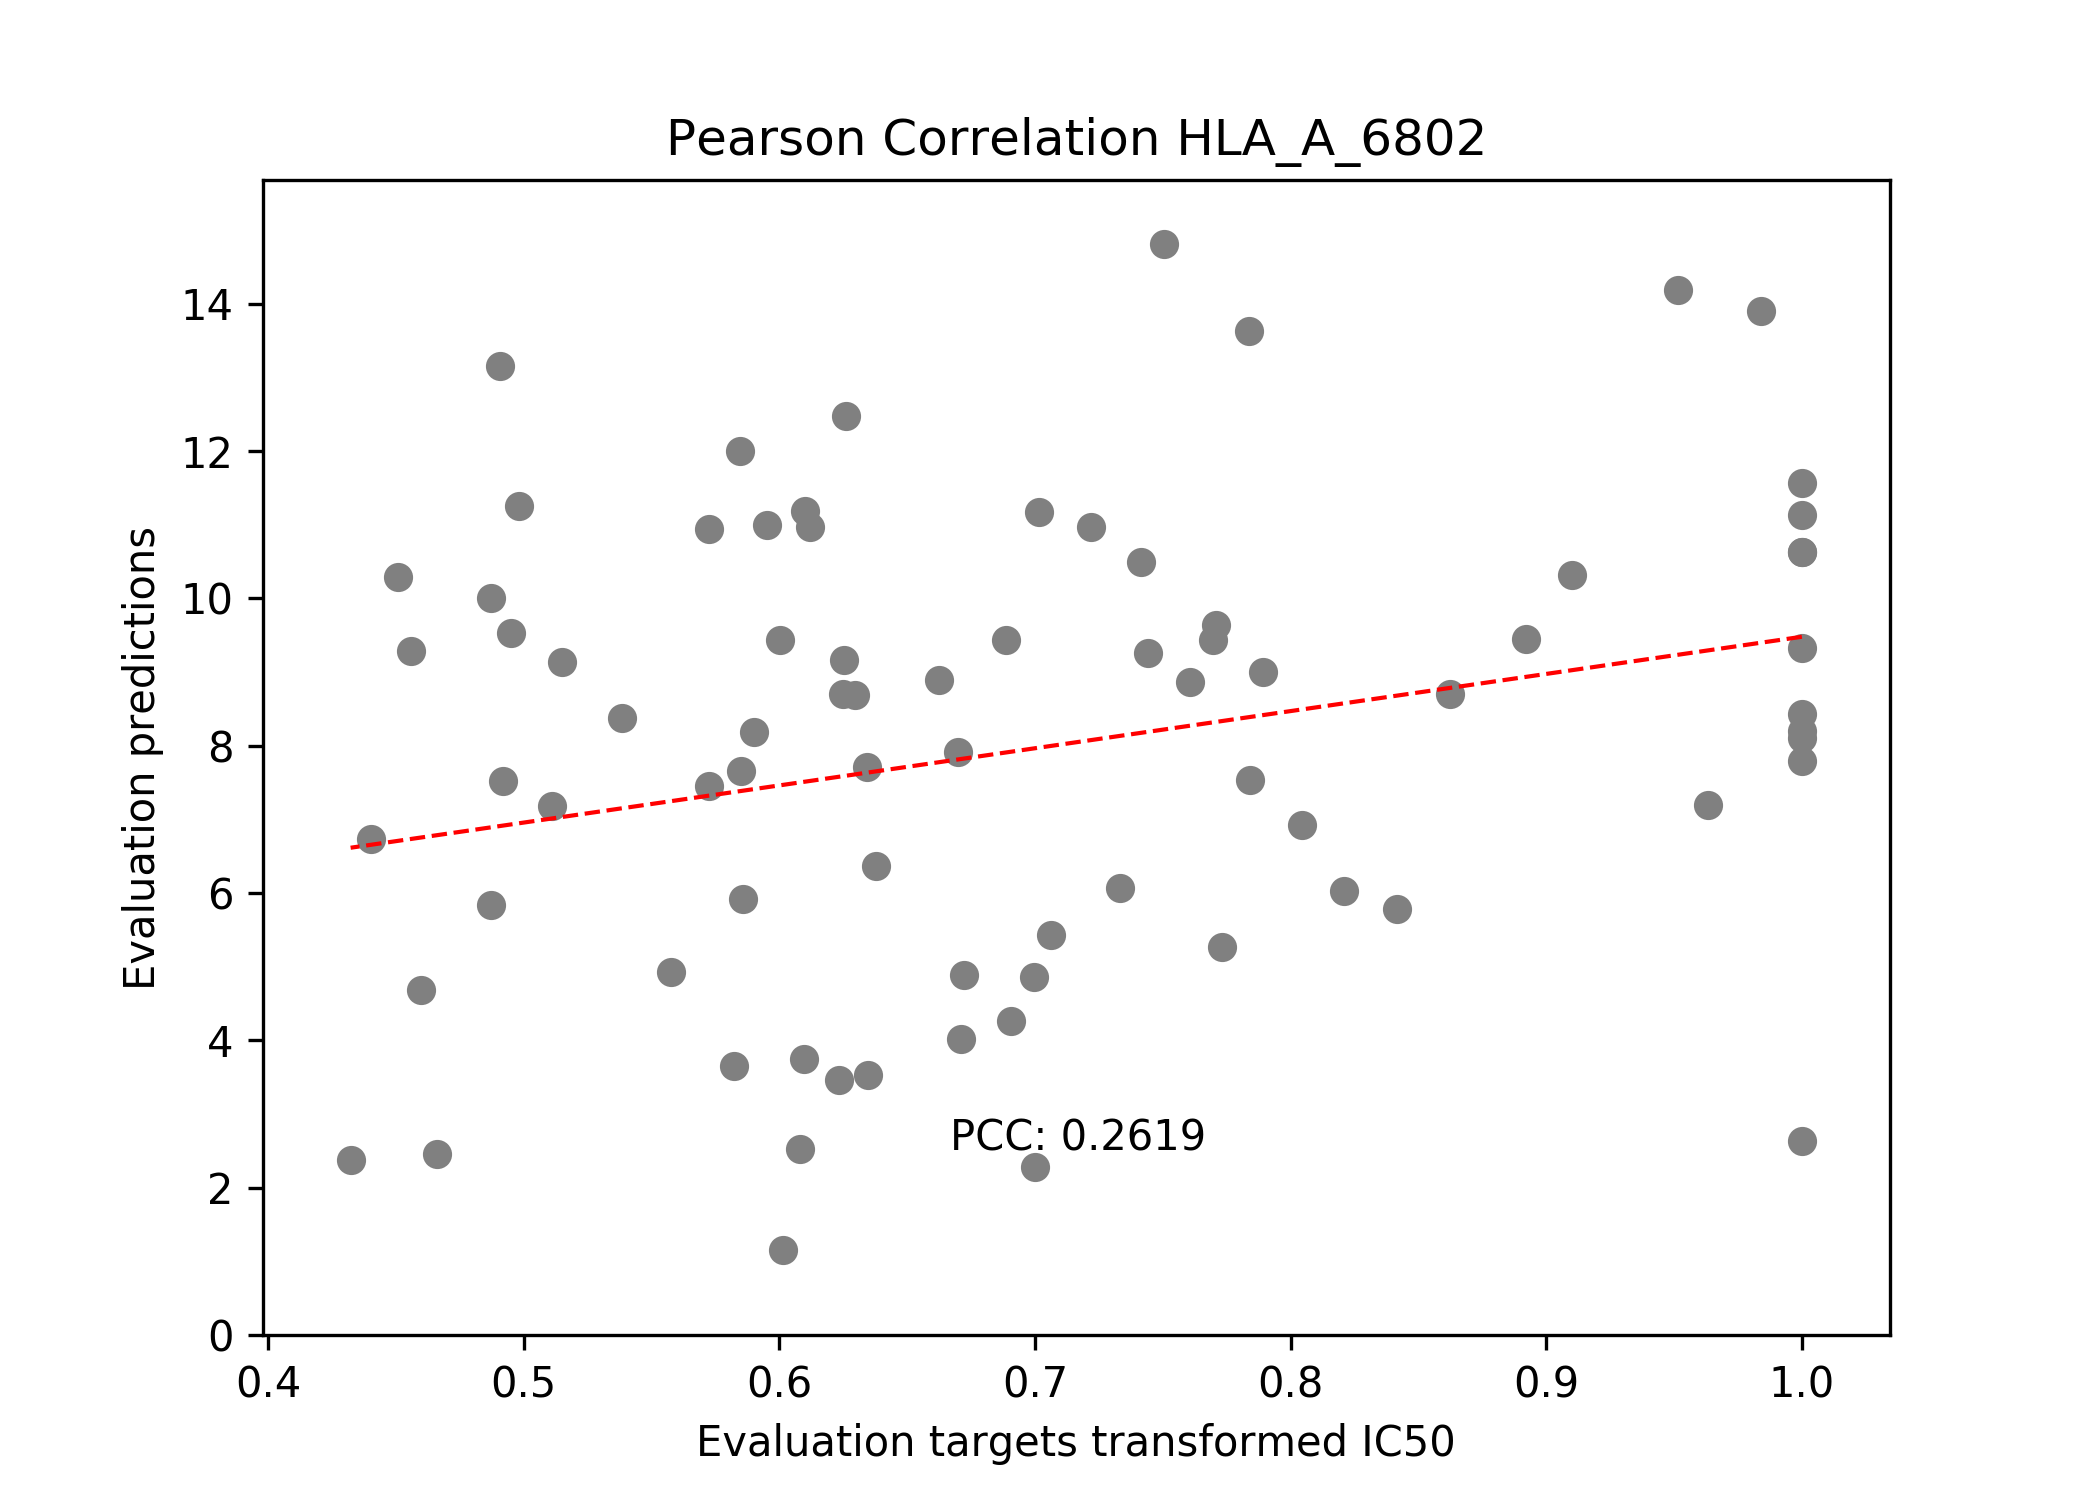 Pearson Correlation HLA_A_6802
Evaluation predictions
14
12
10
8
6
4
2
0
PCC: 0.2619
0.4 0.5 0.6 0.7 0.8 0.9 1.0
Evaluation targets transformed IC50